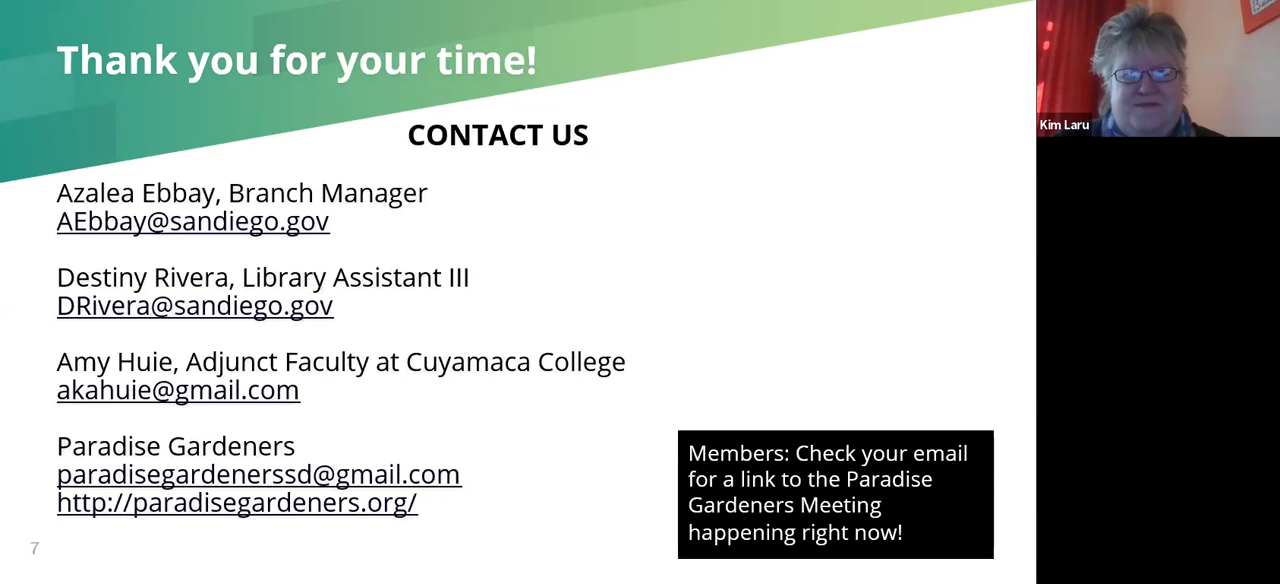 Thank you for your time!
CONTACT US
Azalea Ebbay, Branch Manager
AEbbay@sandiego.gov
Destiny Rivera, Library Assistant III
DRivera@sandiego.gov
Amy Huie, Adjunct Faculty at Cuyamaca College
akahuie@gmail.com
Paradise Gardeners
paradisegardenerssd@gmail.com
http://paradisegardeners.org/
Members: Check your email
for a link to the Paradise
Gardeners Meeting
happening right now!
7
Kim Laru